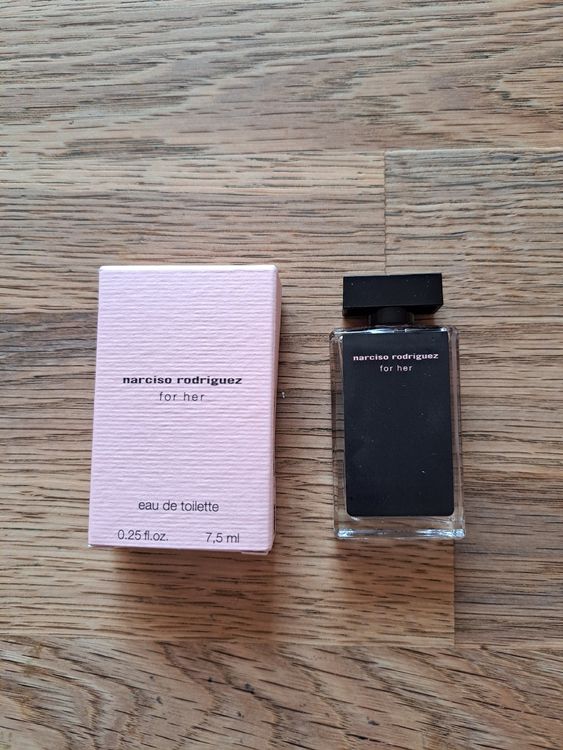 narciso rodriguez
for her
eau de toilette
0.25 fl.oz. 7,5 ml
narciso rodriguez
for her